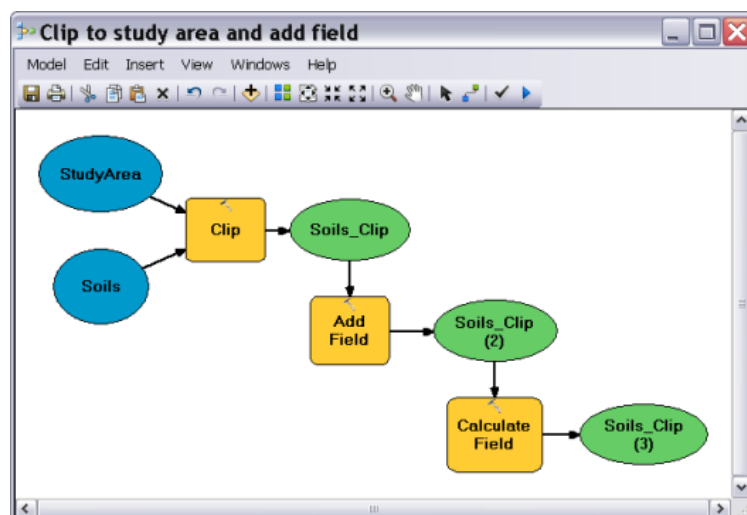 Clip to study area and add field
Model Edit Insert View Windows Help
StudyArea
Clip
Soils_Clip
Soils
Add
Field
Soils_Clip
(2)
Calculate
Field
Soils_Clip
(3)